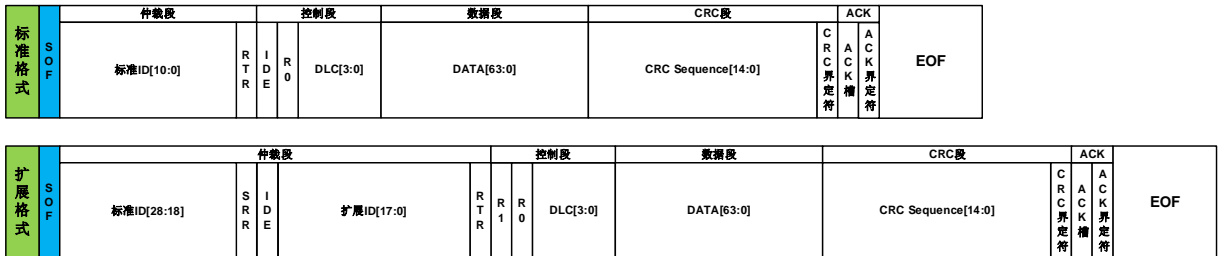 标准格式
SOF
仲裁段
控制段
数据段
CRC段
ACK
标准ID[10:0]
RTR
IDE
R0
DLC[3:0]
DATA[63:0]
CRC Sequence[14:0]
CRC界定符
ACK槽
ACK界定符
EOF
扩展格式
SOF
仲裁段
控制段
数据段
CRC段
ACK
标准ID[28:18]
SRR
IDE
扩展ID[17:0]
RTR
R1
R0
DLC[3:0]
DATA[63:0]
CRC Sequence[14:0]
CRC界定符
ACK槽
ACK界定符
EOF